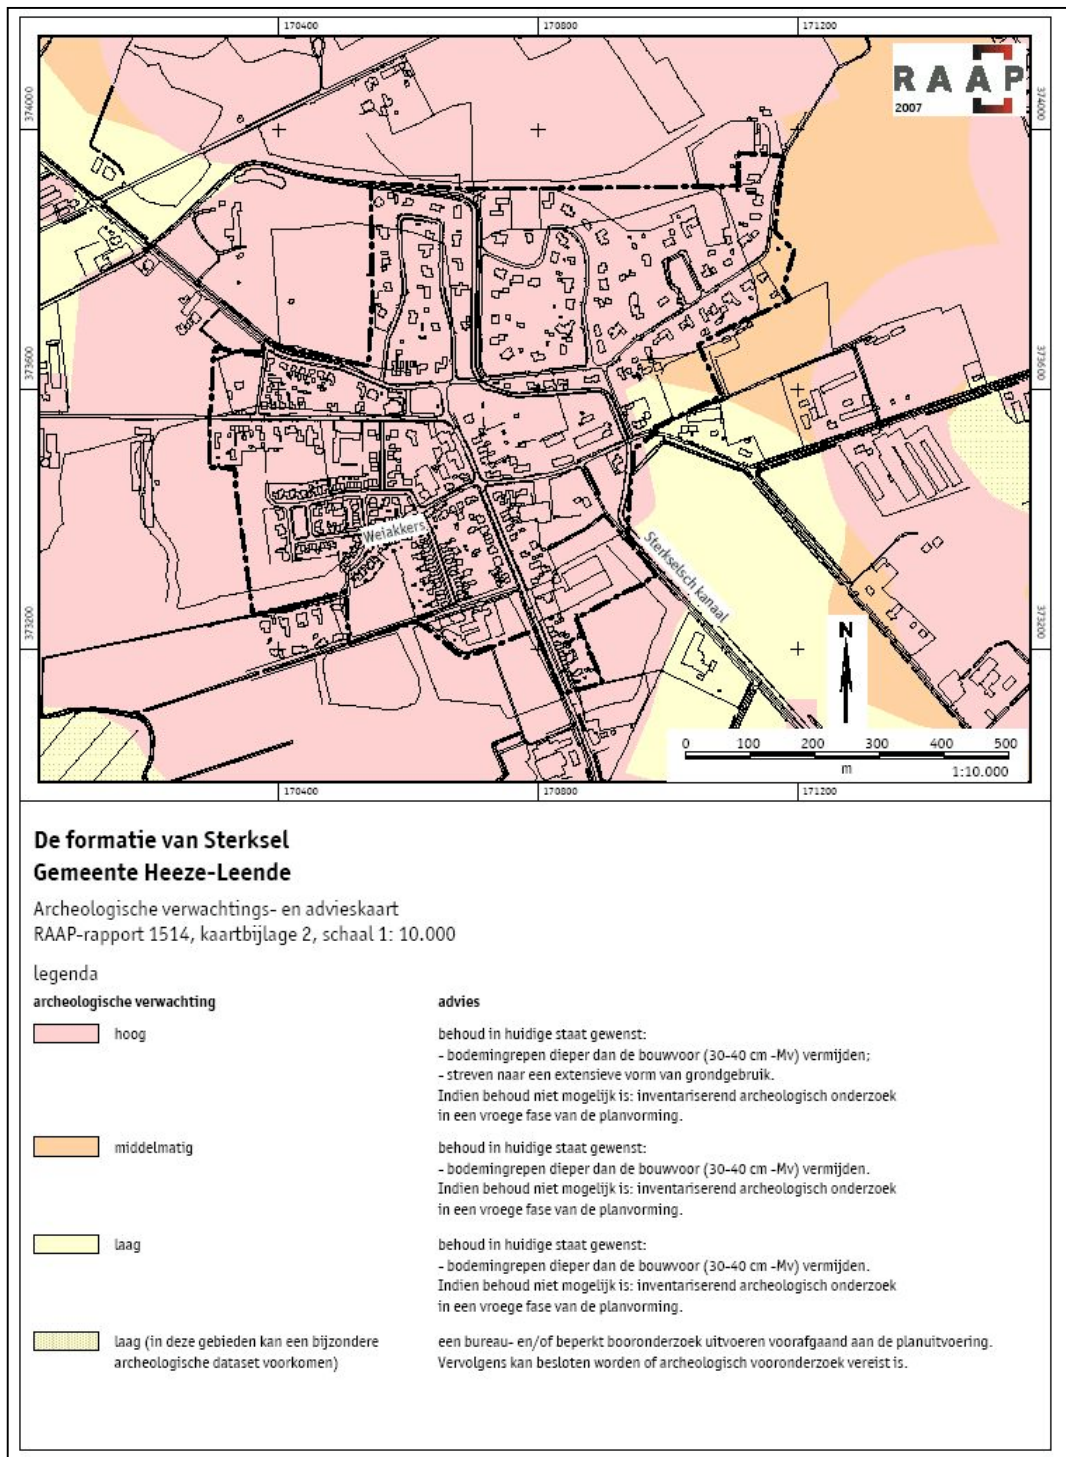 170400
170800
171200
374000
374000
RAAP
2007
373600
373600
Weiakkers
Sterkselsch kanaal
373200
373200
N
0 100 200 300 400 500
m
1:10.000
170400
170800
171200
De formatie van Sterksel
Gemeente Heeze-Leende
Archeologische verwachtings- en advieskaart
RAAP-rapport 1514, kaartbijlage 2, schaal 1: 10.000
legenda
archeologische verwachting
advies
hoog
behoud in huidige staat gewenst:
- bodemingrepen dieper dan de bouwvoor (30-40 cm -Mv) vermijden;
- streven naar een extensieve vorm van grondgebruik.
Indien behoud niet mogelijk is: inventariserend archeologisch onderzoek
in een vroege fase van de planvorming.
middelmatig
behoud in huidige staat gewenst:
- bodemingrepen dieper dan de bouwvoor (30-40 cm -Mv) vermijden.
Indien behoud niet mogelijk is: inventariserend archeologisch onderzoek
in een vroege fase van de planvorming.
laag
behoud in huidige staat gewenst:
- bodemingrepen dieper dan de bouwvoor (30-40 cm -Mv) vermijden.
Indien behoud niet mogelijk is: inventariserend archeologisch onderzoek
in een vroege fase van de planvorming.
laag (in deze gebieden kan een bijzondere
archeologische dataset voorkomen)
een bureau- en/of beperkt booronderzoek uitvoeren voorafgaand aan de planuitvoering.
Vervolgens kan besloten worden of archeologisch vooronderzoek vereist is.